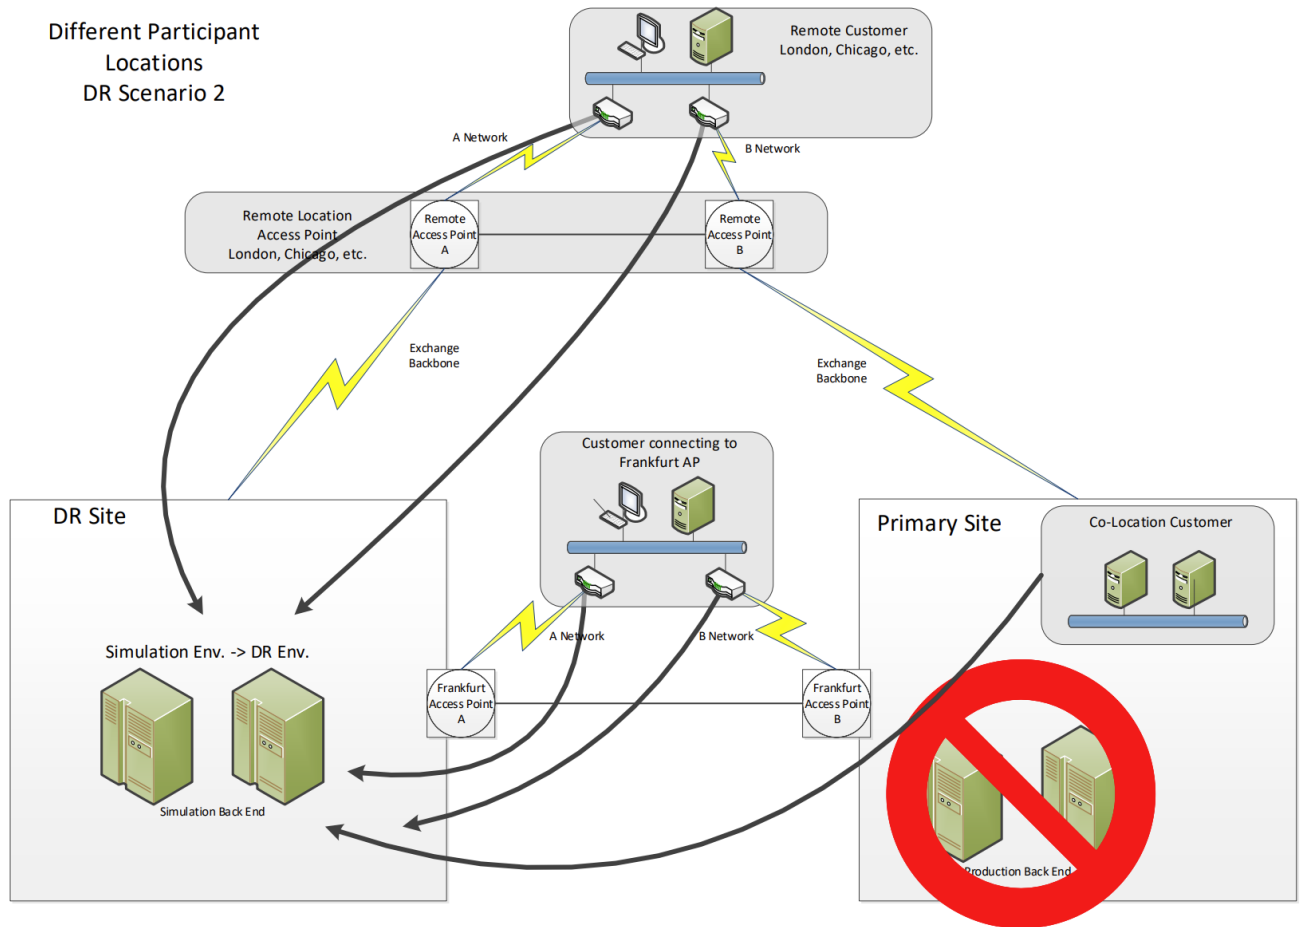 Different Participant
Locations
DR Scenario 2
Remote Customer
London, Chicago, etc.
A Network
B Network
Remote Location
Access Point
London, Chicago, etc.
Remote
Access Point
A
Remote
Access Point
B
Exchange
Backbone
Exchange
Backbone
Customer connecting to
Frankfurt AP
DR Site
Primary Site
Co-Location Customer
A Network
B Network
Simulation Env. -> DR Env.
Frankfurt
Access Point
A
Frankfurt
Access Point
B
Simulation Back End
Production Back End